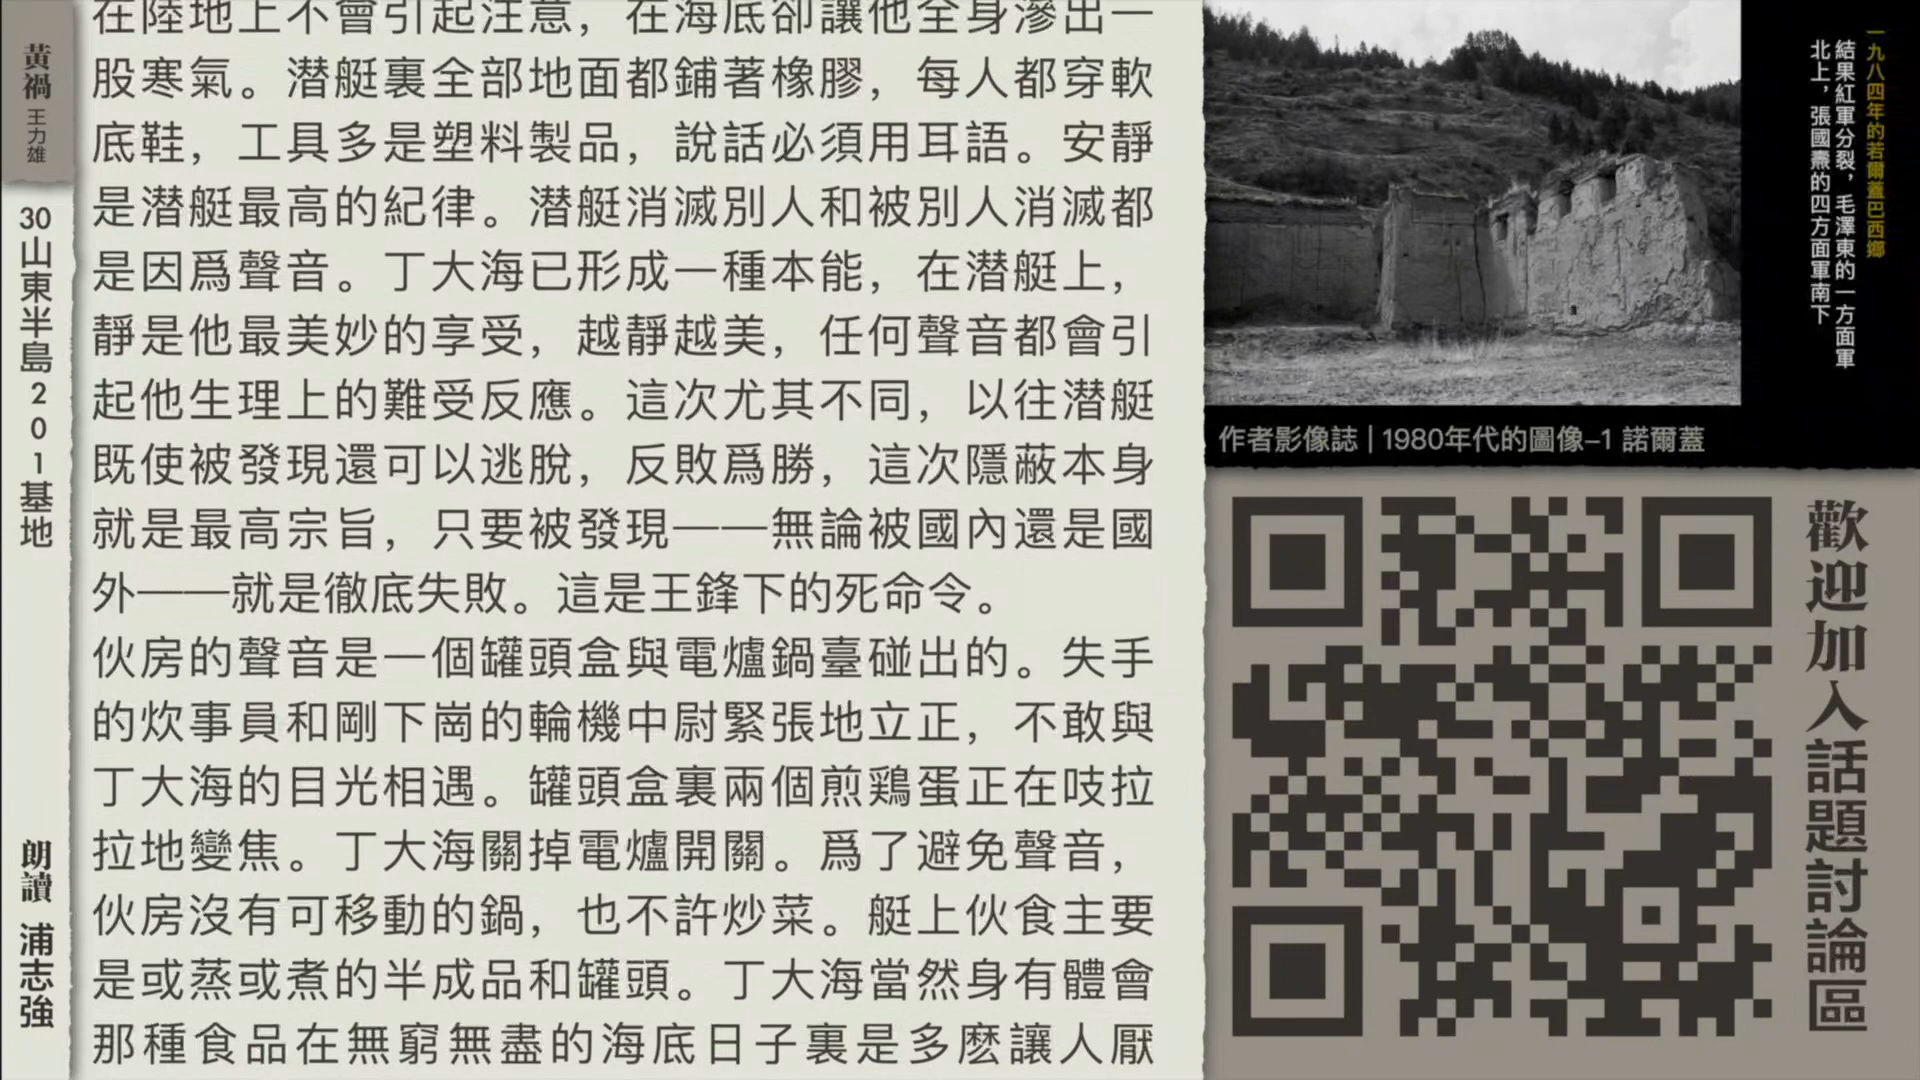 黃禍 王力雄
30山東半島201基地
朗讀 浦志強
在陸地上不會引起注意，在海底卻讓他全身滲出一
股寒氣。潜艇裏全部地面都鋪著橡膠，每人都穿軟
底鞋，工具多是塑料製品，說話必須用耳語。安靜
是潜艇最高的紀律。潜艇消滅別人和被別人消滅都
是因爲聲音。丁大海已形成一種本能，在潜艇上，
靜是他最美妙的享受，越靜越美，任何聲音都會引
起他生理上的難受反應。這次尤其不同，以往潜艇
既使被發現還可以逃脫，反敗爲勝，這次隱蔽本身
就是最高宗旨，只要被發現——無論被國內還是國
外——就是徹底失敗。這是王鋒下的死命令。
伙房的聲音是一個罐頭盒與電爐鍋臺碰出的。失手
的炊事員和剛下崗的輪機中尉緊張地立正，不敢與
丁大海的目光相遇。罐頭盒裏兩個煎鶏蛋正在吱拉
拉地變焦。丁大海關掉電爐開關。爲了避免聲音，
伙房沒有可移動的鍋，也不許炒菜。艇上伙食主要
是或蒸或煮的半成品和罐頭。丁大海當然身有體會
那種食品在無窮無盡的海底日子裏是多麽讓人厭
一九八四年的若爾蓋巴西鄉
結果紅軍分裂，毛澤東的一方面軍
北上，張國燾的四方面軍南下
作者影像誌 | 1980年代的圖像–1 諾爾蓋
歡迎加入話題討論區